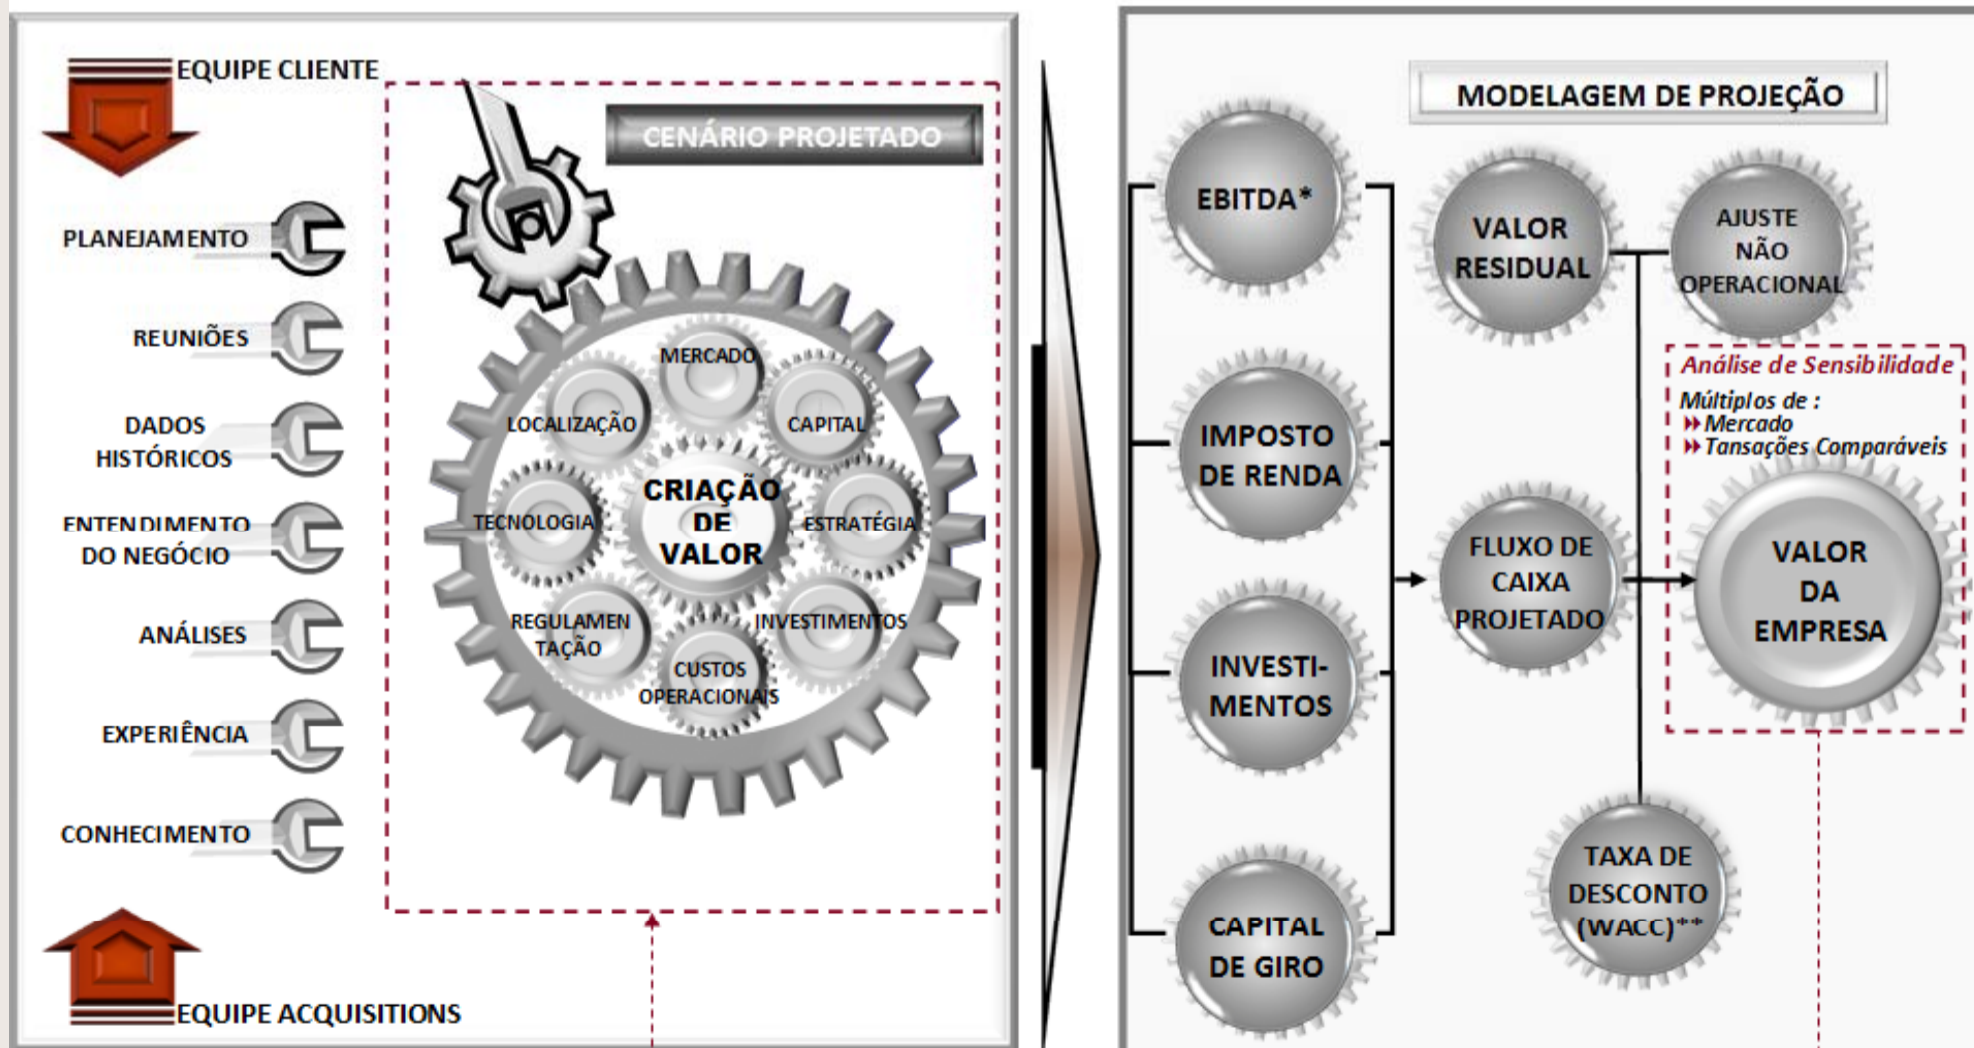 EQUIPE CLIENTE
PLANEJAMENTO
REUNIÕES
DADOS
HISTÓRICOS
ENTENDIMENTO
DO NEGÓCIO
ANÁLISES
EXPERIÊNCIA
CONHECIMENTO
EQUIPE ACQUISITIONS
CENÁRIO PROJETADO
MERCADO
LOCALIZAÇÃO
CAPITAL
TECNOLOGIA
CRIAÇÃO
DE
VALOR
ESTRATÉGIA
REGULAMEN
TAÇÃO
INVESTIMENTOS
CUSTOS
OPERACIONAIS
MODELAGEM DE PROJEÇÃO
EBITDA*
IMPOSTO
DE RENDA
INVESTI-
MENTOS
CAPITAL
DE GIRO
VALOR
RESIDUAL
AJUSTE
NÃO
OPERACIONAL
Análise de Sensibilidade
Múltiplos de :
Mercado
Tansações Comparáveis
FLUXO DE
CAIXA
PROJETADO
VALOR
DA
EMPRESA
TAXA DE
DESCONTO
(WACC)**